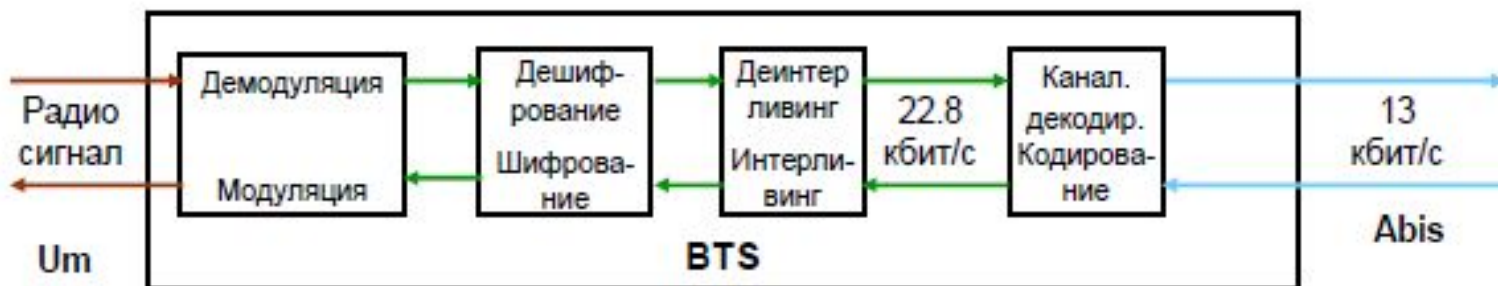 Радио
сигнал
Um
Демодуляция
Модуляция
Дешиф-
рование
Шифрова-
ние
Деинтер
ливинг
Интерли-
винг
22.8
кбит/с
Канал.
декодир.
Кодирова-
ние
13
кбит/с
Abis
BTS